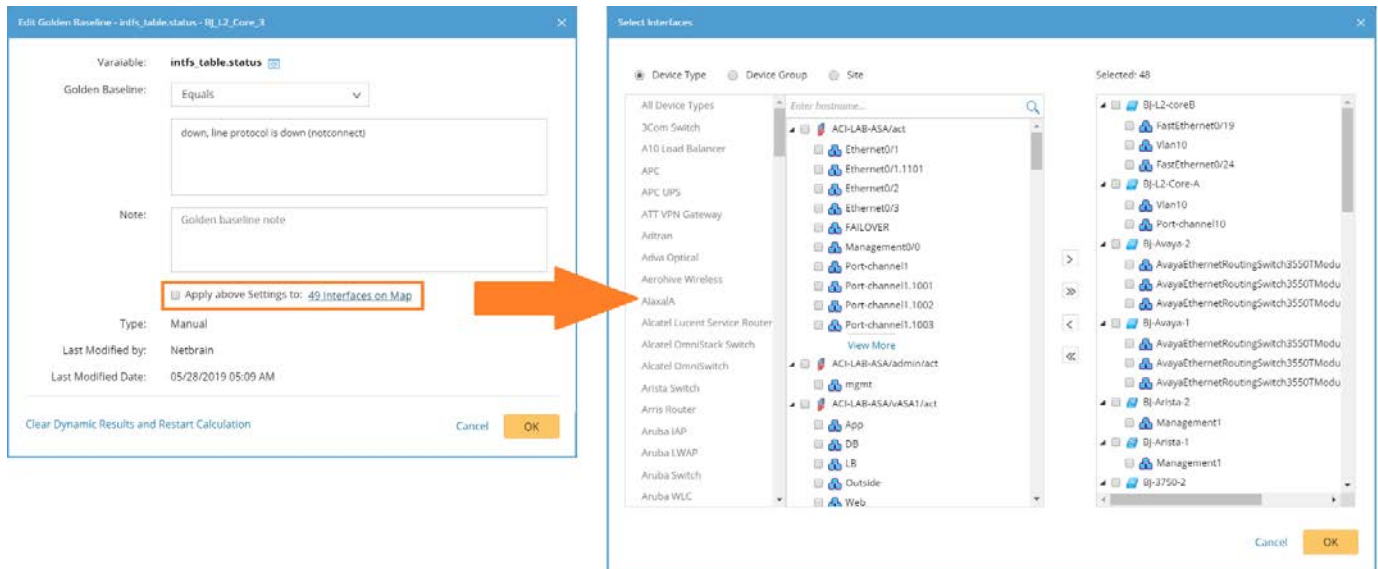 Edit Golden Baseline - intfs_table.status - BJ_L2_Core_3
Varaiable: intfs_table.status
Golden Baseline: Equals
down, line protocol is down (notconnect)
Note: Golden baseline note
Apply above Settings to: 49 Interfaces on Map
Type: Manual
Last Modified by: Netbrain
Last Modified Date: 05/28/2019 05:09 AM
Clear Dynamic Results and Restart Calculation
Cancel
OK
Select Interfaces
Device Type
Device Group
Site
All Device Types
3Com Switch
A10 Load Balancer
APC
APC UPS
ATT VPN Gateway
Adtran
Adva Optical
Aerohive Wireless
AlaxalA
Alcatel Lucent Service Router
Alcatel OmniStack Switch
Alcatel OmniSwitch
Arista Switch
Arris Router
Aruba IAP
Aruba LWAP
Aruba Switch
Aruba WLC
Enter hostname...
ACI-LAB-ASA/act
Ethernet0/1
Ethernet0/1.1101
Ethernet0/2
Ethernet0/3
FAILOVER
Management0/0
Port-channel1
Port-channel1.1001
Port-channel1.1002
Port-channel1.1003
View More
ACI-LAB-ASA/admin/act
mgmt
ACI-LAB-ASA/vASA1/act
App
DB
LB
Outside
Web
Selected: 48
BJ-L2-coreB
FastEthernet0/19
Vlan10
FastEthernet0/24
BJ-L2-Core-A
Vlan10
Port-channel10
BJ-Avaya-2
AvayaEthernetRoutingSwitch3550TModu
AvayaEthernetRoutingSwitch3550TModu
AvayaEthernetRoutingSwitch3550TModu
BJ-Avaya-1
AvayaEthernetRoutingSwitch3550TModu
AvayaEthernetRoutingSwitch3550TModu
AvayaEthernetRoutingSwitch3550TModu
BJ-Arista-2
Management1
BJ-Arista-1
Management1
BJ-3750-2
Cancel
OK